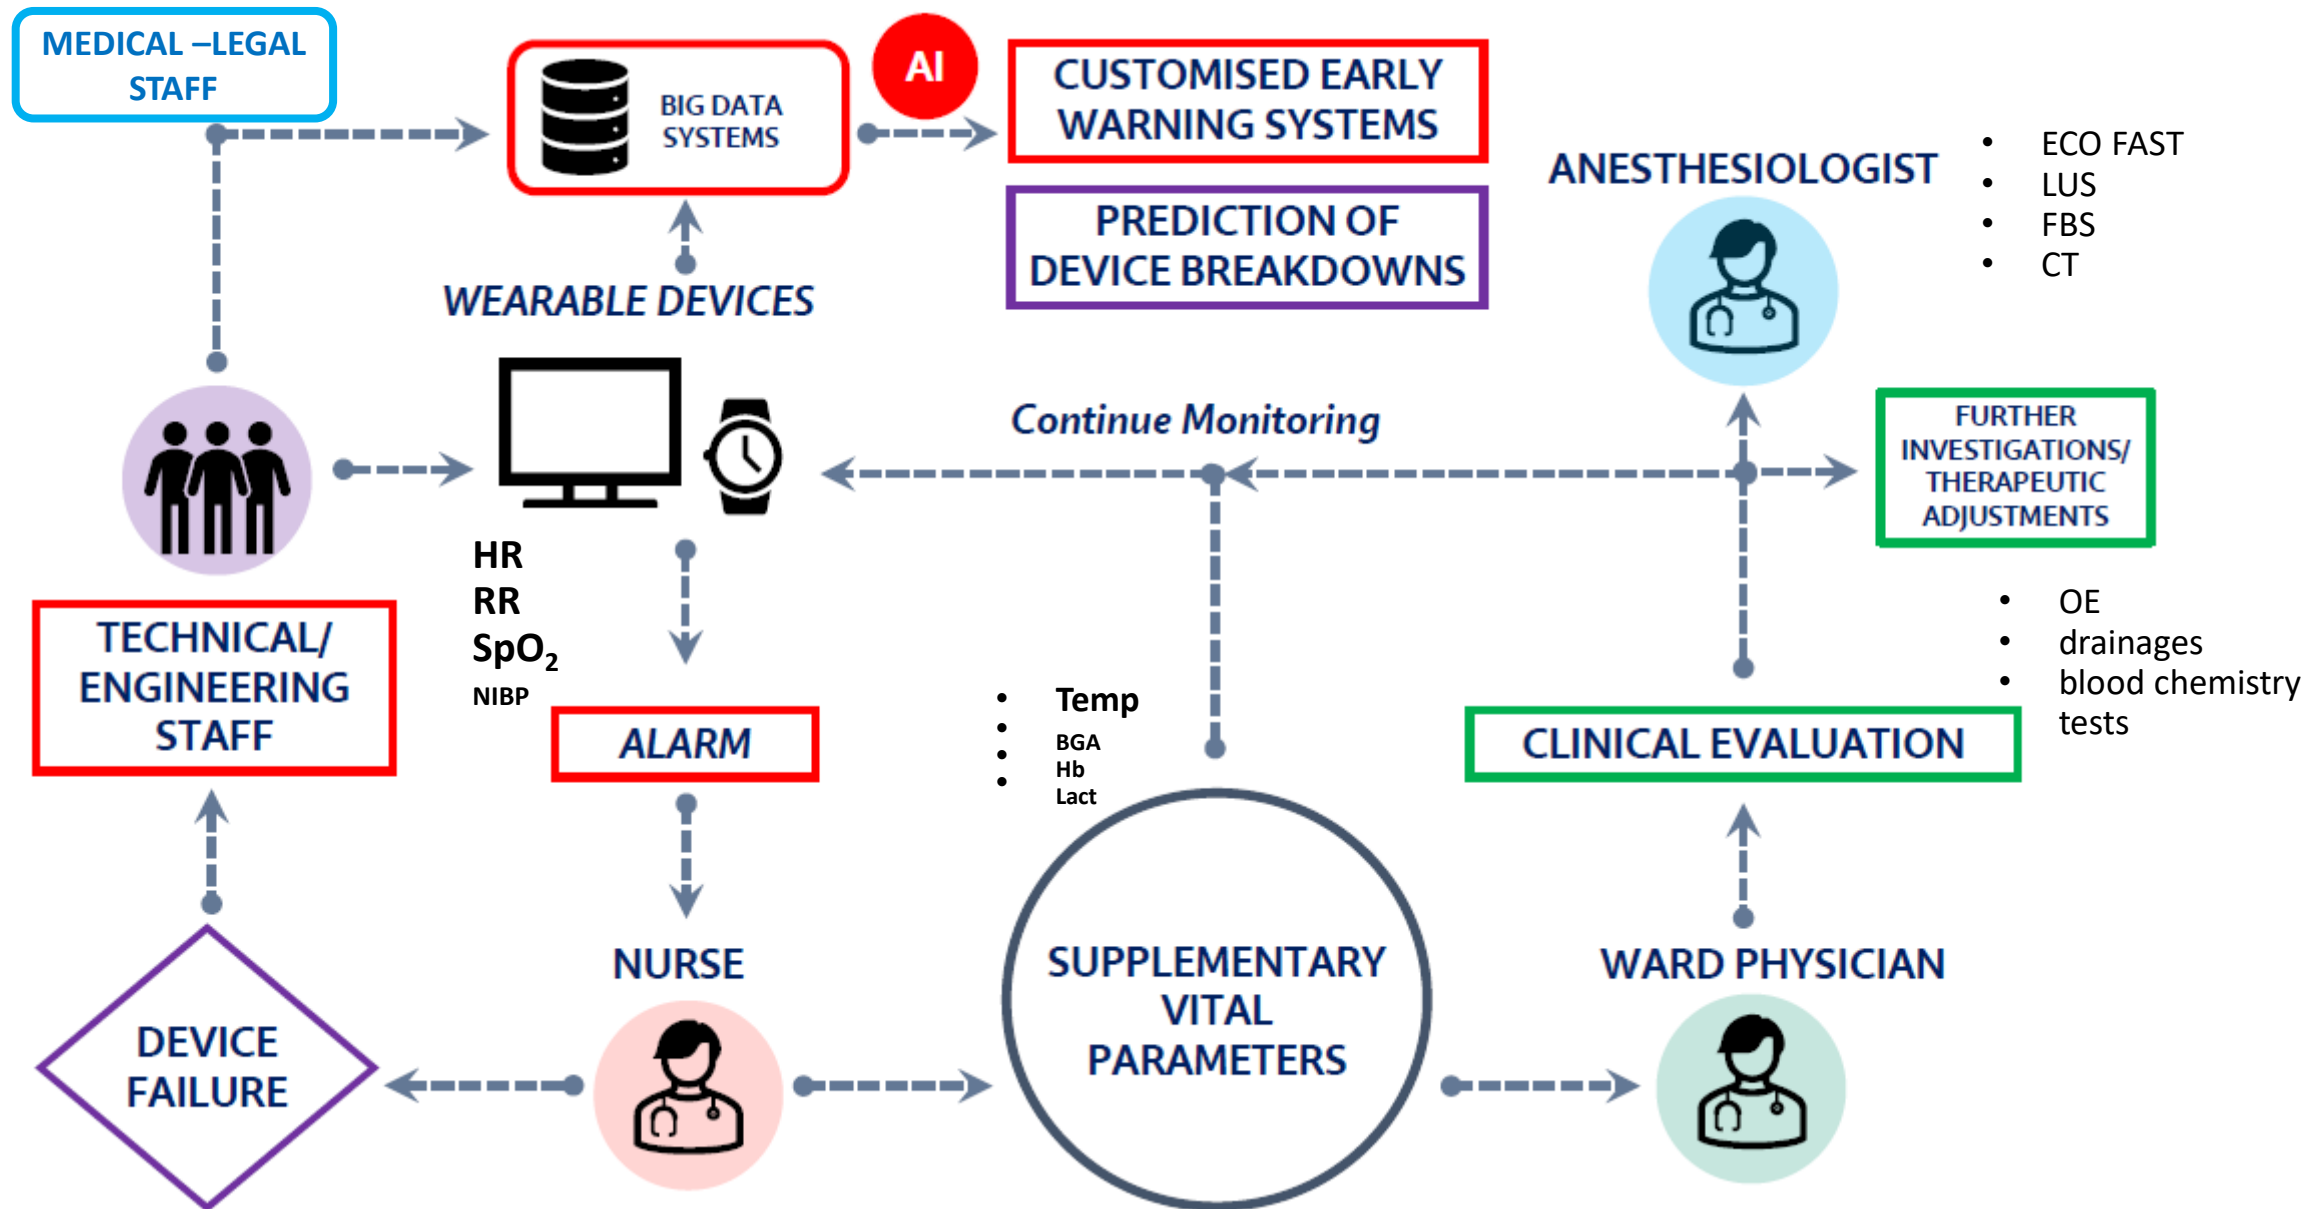 MEDICAL –LEGAL
STAFF
BIG DATA
SYSTEMS
AI
CUSTOMISED EARLY
WARNING SYSTEMS
PREDICTION OF
DEVICE BREAKDOWNS
ANESTHESIOLOGIST
• ECO FAST
• LUS
• FBS
• CT
WEARABLE DEVICES
Continue Monitoring
FURTHER
INVESTIGATIONS/
THERAPEUTIC
ADJUSTMENTS
HR
RR
SpO₂
NIBP
TECHNICAL/
ENGINEERING
STAFF
ALARM
• Temp
• BGA
• Hb
• Lact
CLINICAL EVALUATION
• OE
• drainages
• blood chemistry
tests
DEVICE
FAILURE
NURSE
SUPPLEMENTARY
VITAL
PARAMETERS
WARD PHYSICIAN